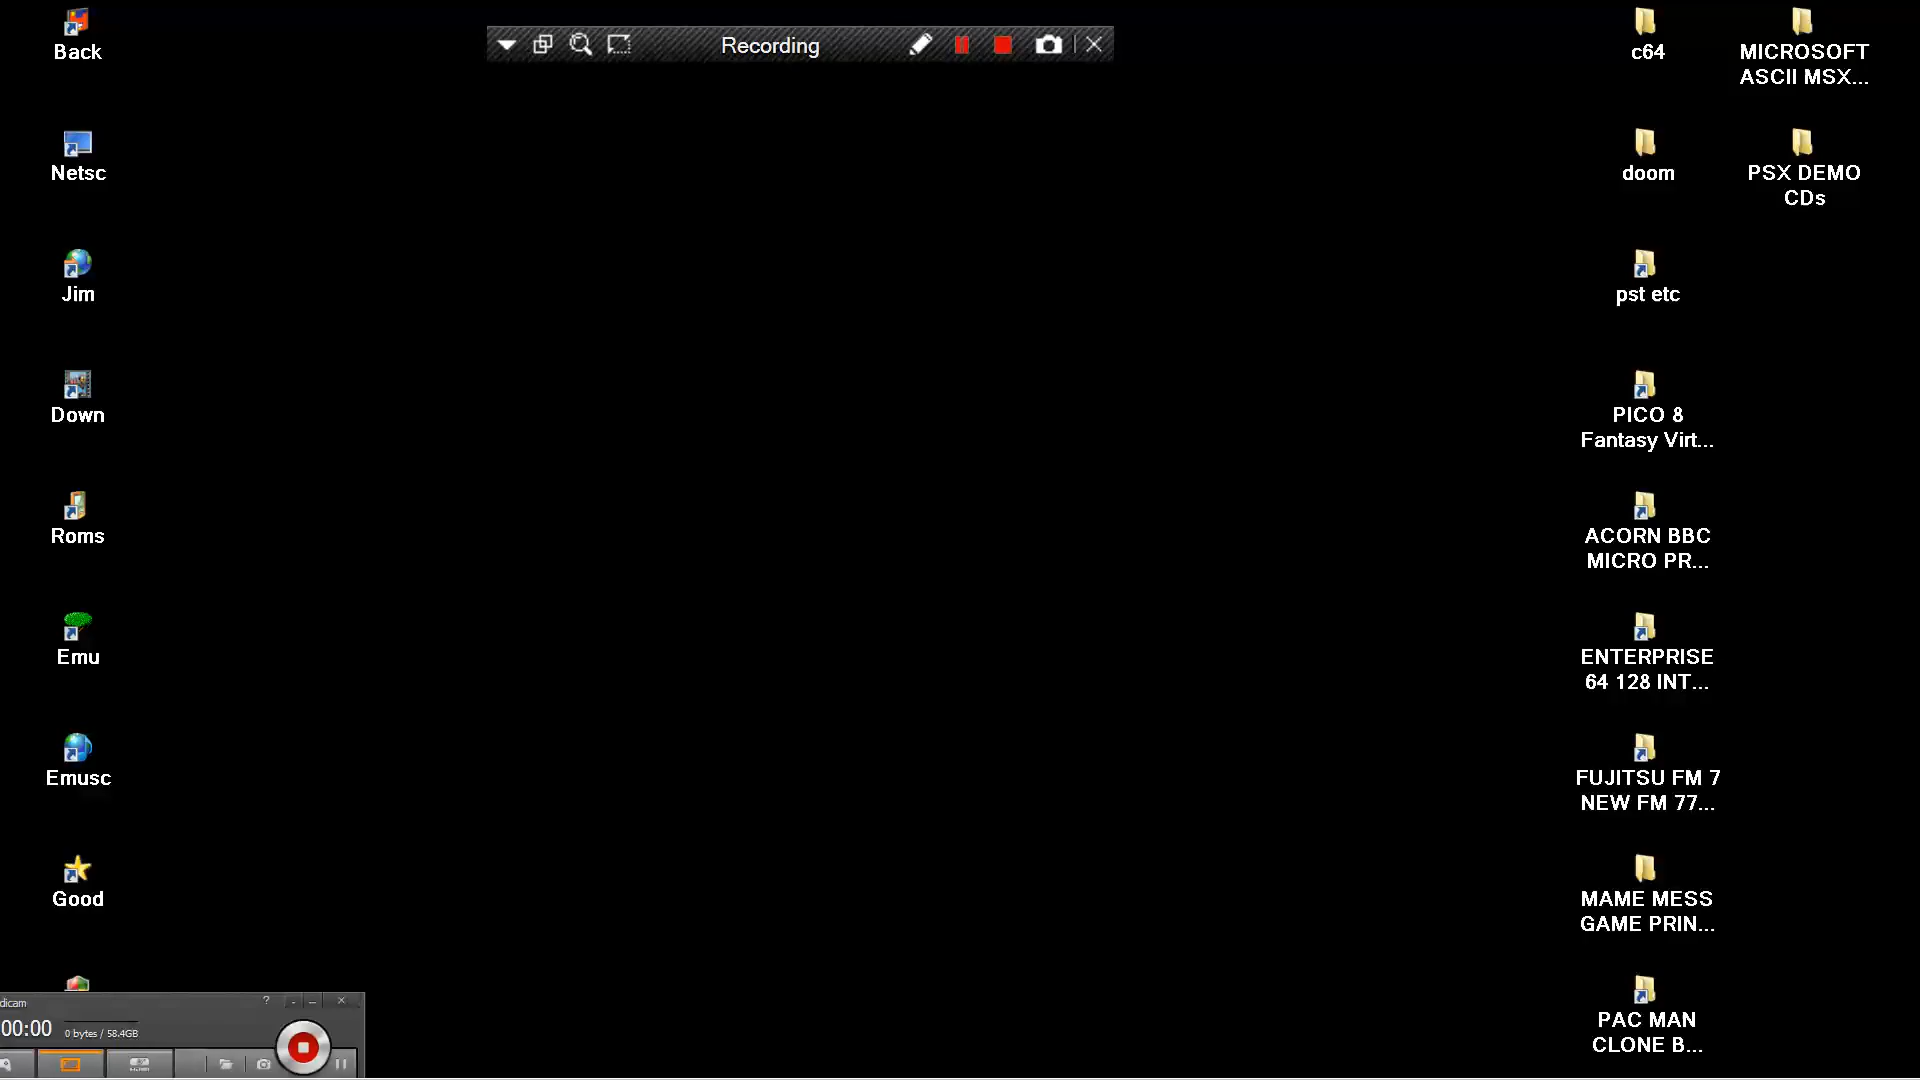 Back
Netsc
Jim
Down
Roms
Emu
Emusc
Good
Recording
c64
doom
pst etc
PICO 8
Fantasy Virt...
ACORN BBC
MICRO PR...
ENTERPRISE
64 128 INT...
FUJITSU FM 7
NEW FM 77...
MAME MESS
GAME PRIN...
PAC MAN
CLONE B...
MICROSOFT
ASCII MSX...
PSX DEMO
CDs
dicam
00:00
0 bytes / 58.4GB